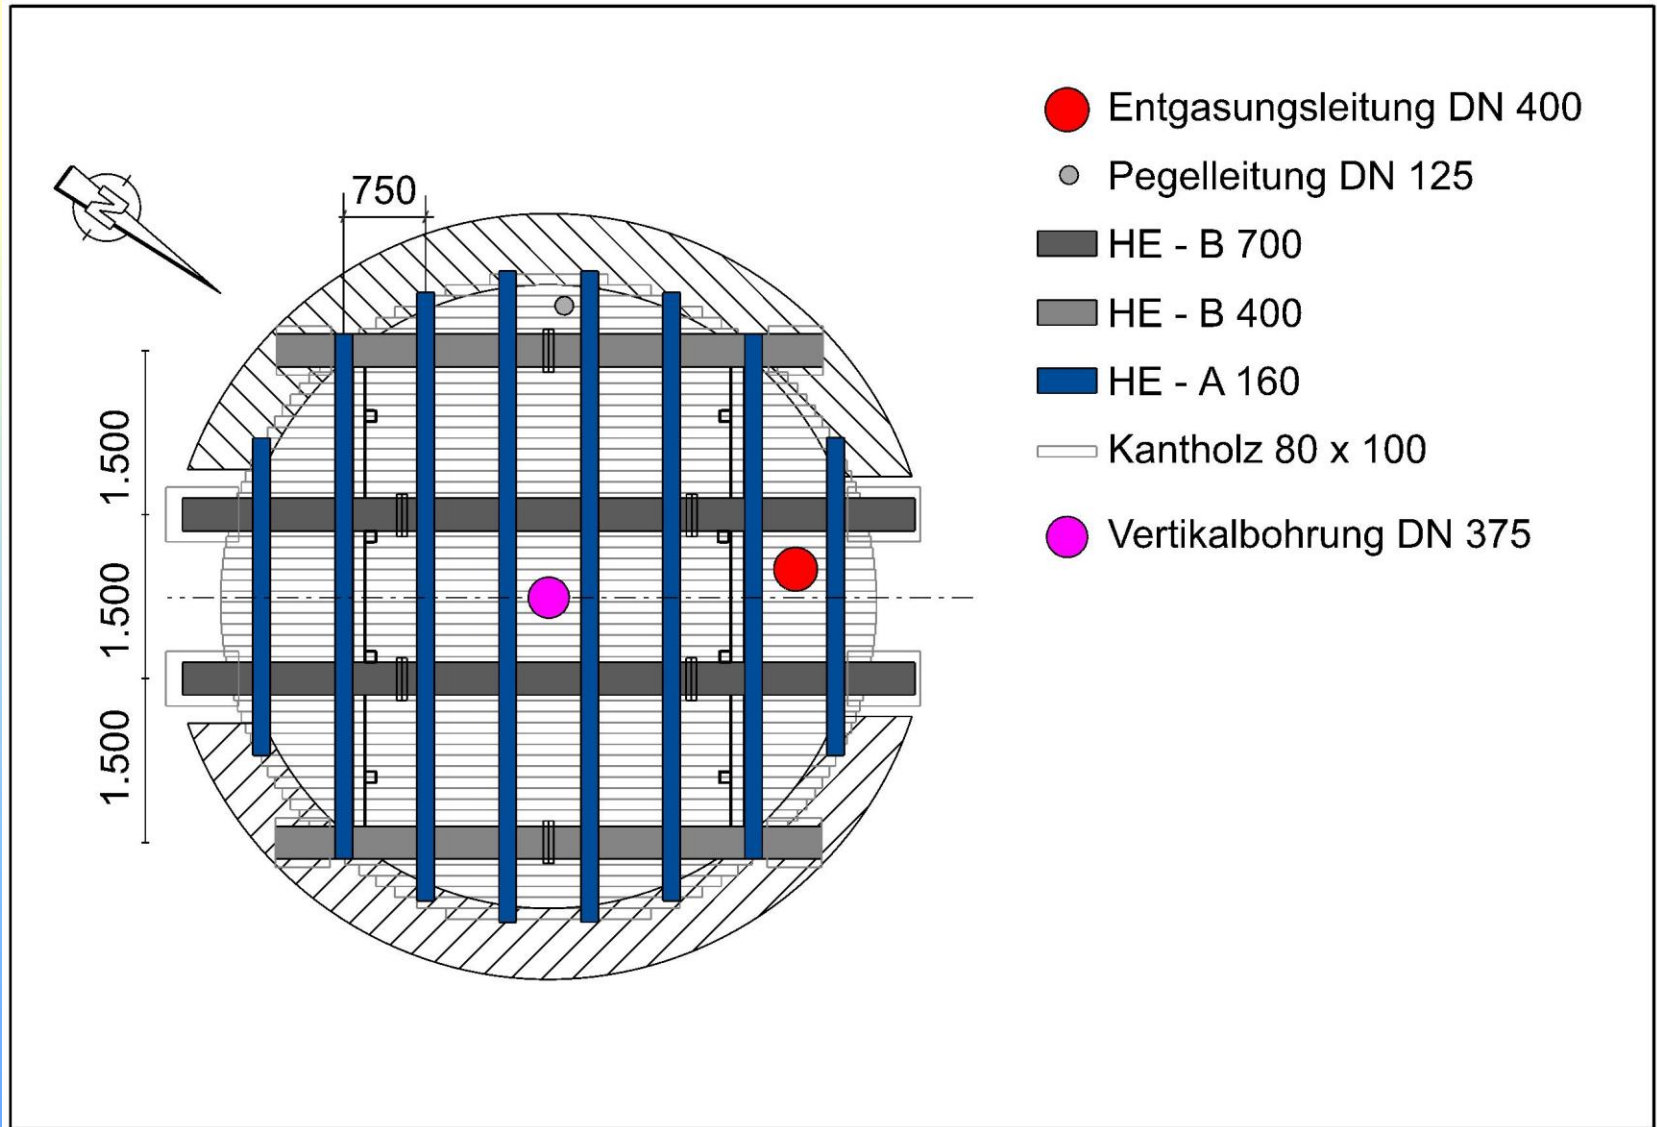 Entgasungsleitung DN 400
Pegelleitung DN 125
HE - B 700
HE - B 400
HE - A 160
Kantholz 80 x 100
Vertikalbohrung DN 375
N
750
1.500
1.500
1.500